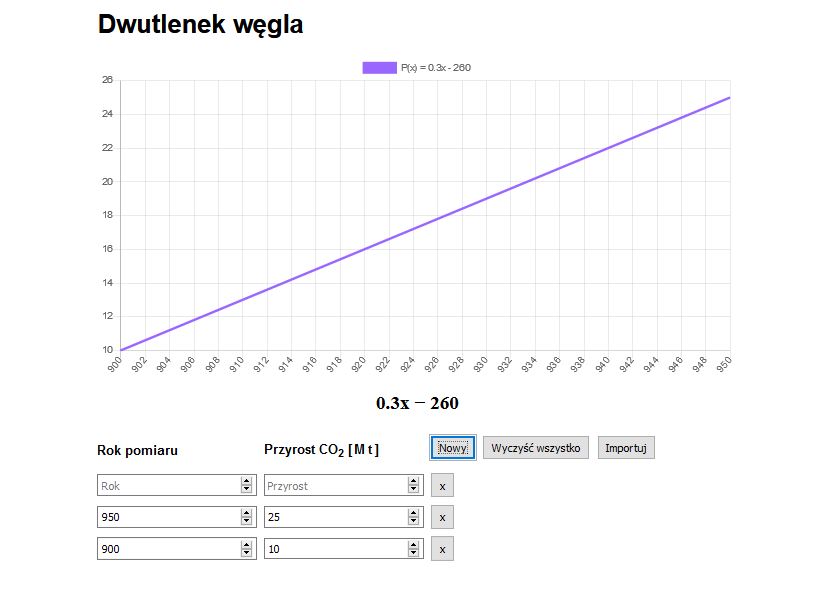 Dwutlenek węgla
P(x) = 0.3x - 260
26
24
22
20
18
16
14
12
10
900 902 904 906 908 910 912 914 916 918 920 922 924 926 928 930 932 934 936 938 940 942 944 946 948 950
0.3x − 260
Rok pomiaru Przyrost CO₂ [M t] Nowy Wyczyść wszystko Importuj
Rok Przyrost x
950 25 x
900 10 x